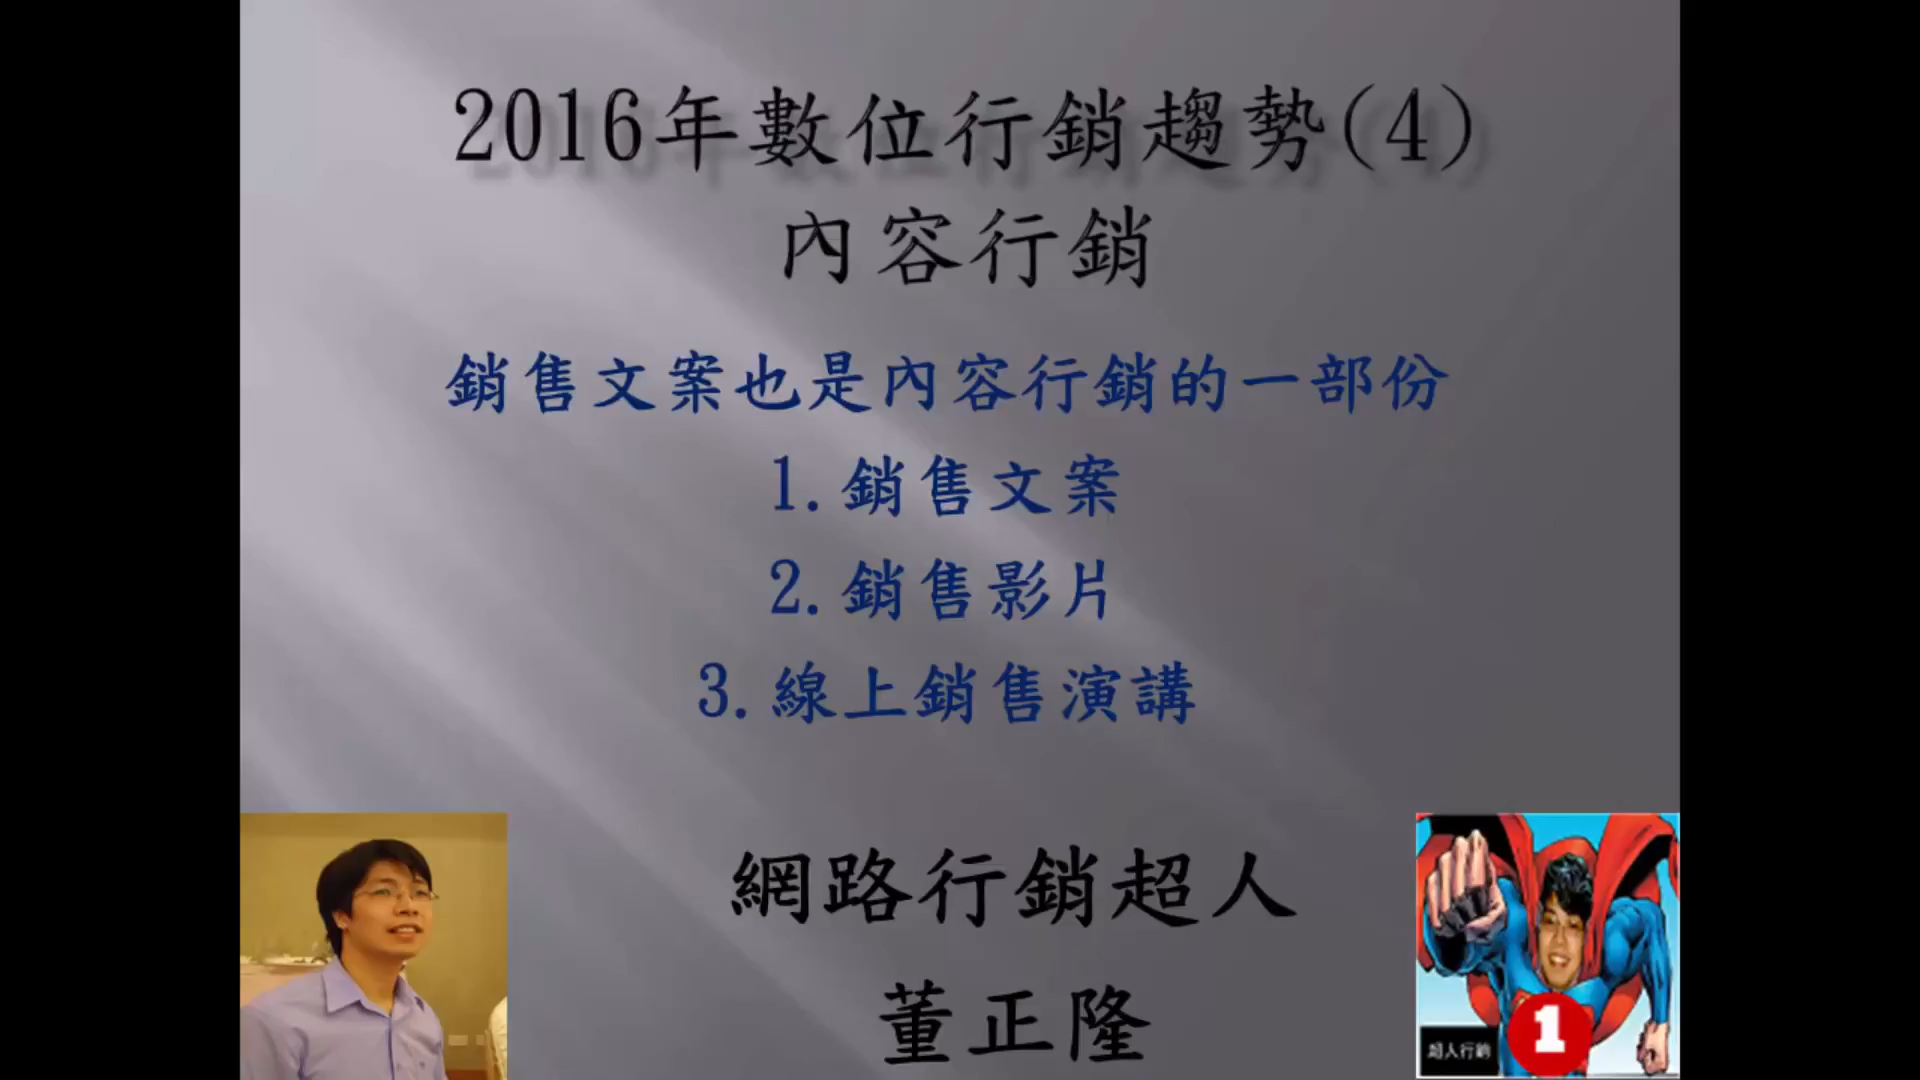 2016年數位行銷趨勢(4)
內容行銷
銷售文案也是內容行銷的一部份
1.銷售文案
2.銷售影片
3.線上銷售演講
網路行銷超人
董正隆
超人行銷
1